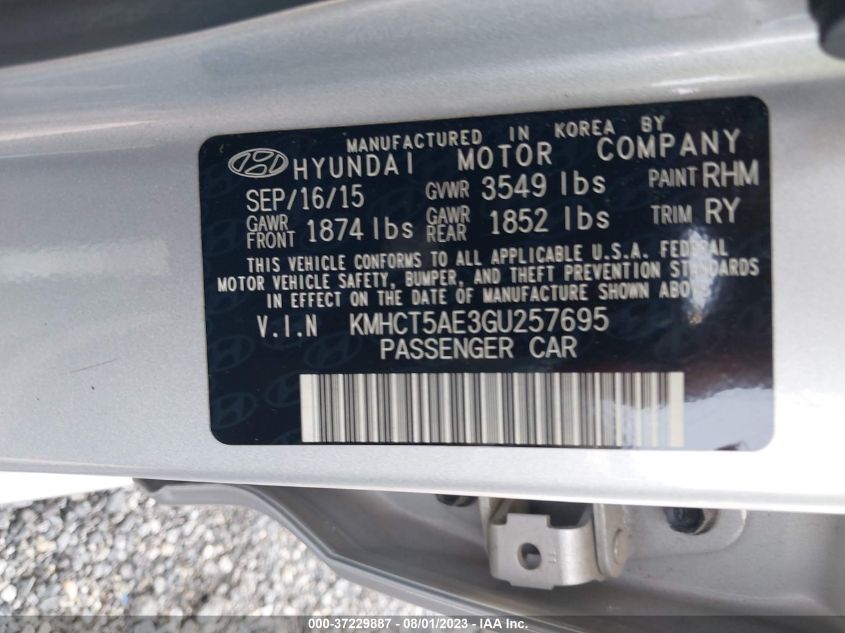 MANUFACTURED IN KOREA BY
HYUNDAI MOTOR COMPANY
SEP/16/15 GVWR 3549 lbs PAINT RHM
GAWR FRONT 1874 lbs GAWR REAR 1852 lbs TRIM RY
THIS VEHICLE CONFORMS TO ALL APPLICABLE U.S.A. FEDERAL
MOTOR VEHICLE SAFETY, BUMPER, AND THEFT PREVENTION STANDARDS
IN EFFECT ON THE DATE OF MANUFACTURE SHOWN ABOVE
V.I.N KMHCT5AE3GU257695
PASSENGER CAR
000-37229887 - 08/01/2023 - IAA Inc.